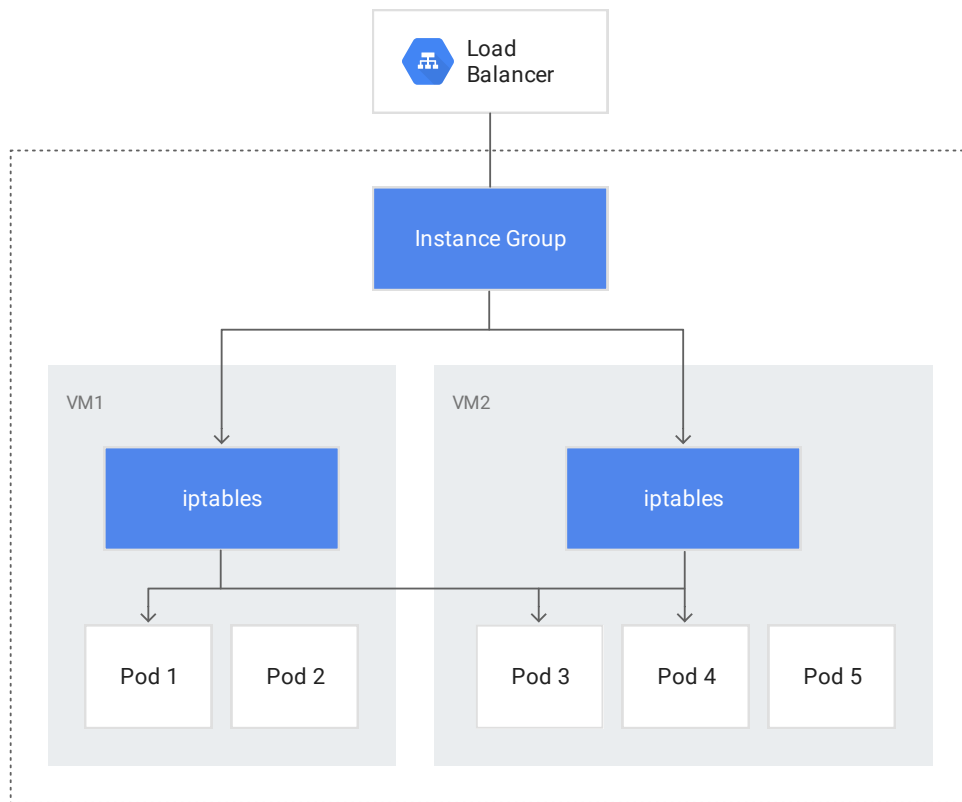 Load
Balancer
Instance Group
VM1
VM2
iptables
iptables
Pod 1
Pod 2
Pod 3
Pod 4
Pod 5